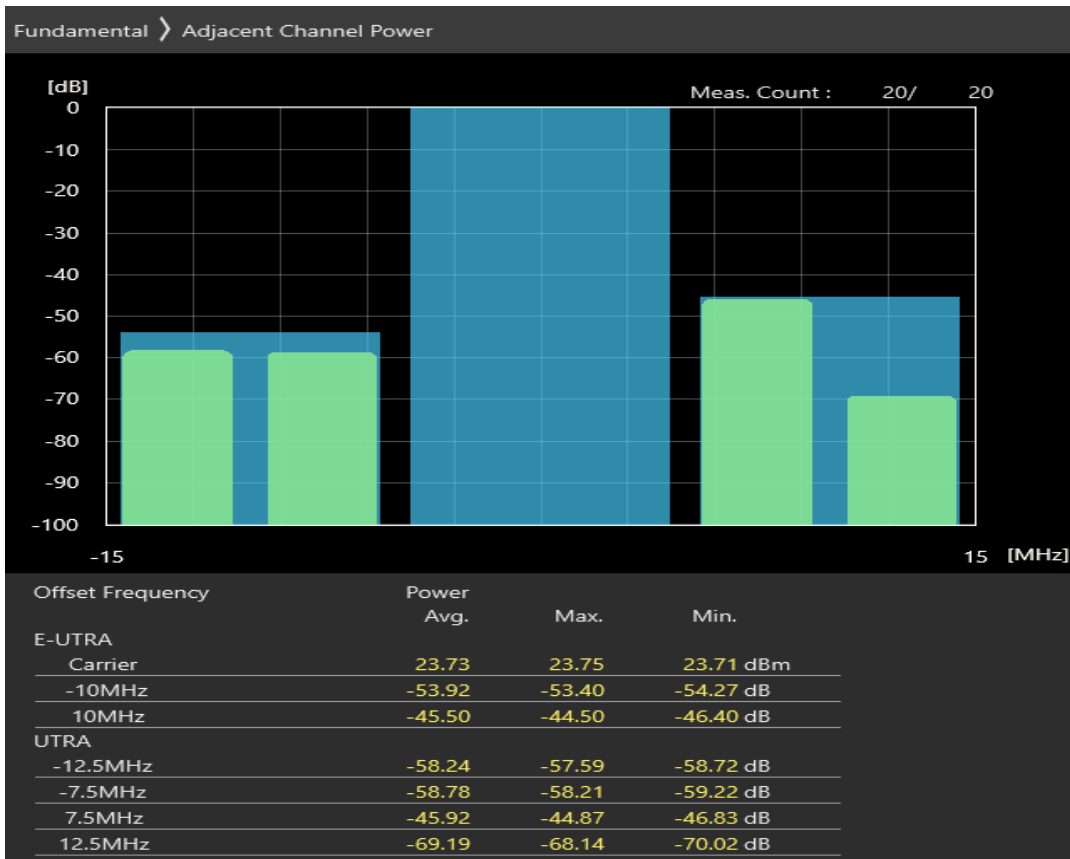 Fundamental 〉 Adjacent Channel Power
[dB]
Meas. Count : 20/ 20
0
-10
-20
-30
-40
-50
-60
-70
-80
-90
-100
-15 15 [MHz]
Offset Frequency Power
Avg. Max. Min.
E-UTRA
Carrier 23.73 23.75 23.71 dBm
-10MHz -53.92 -53.40 -54.27 dB
10MHz -45.50 -44.50 -46.40 dB
UTRA
-12.5MHz -58.24 -57.59 -58.72 dB
-7.5MHz -58.78 -58.21 -59.22 dB
7.5MHz -45.92 -44.87 -46.83 dB
12.5MHz -69.19 -68.14 -70.02 dB